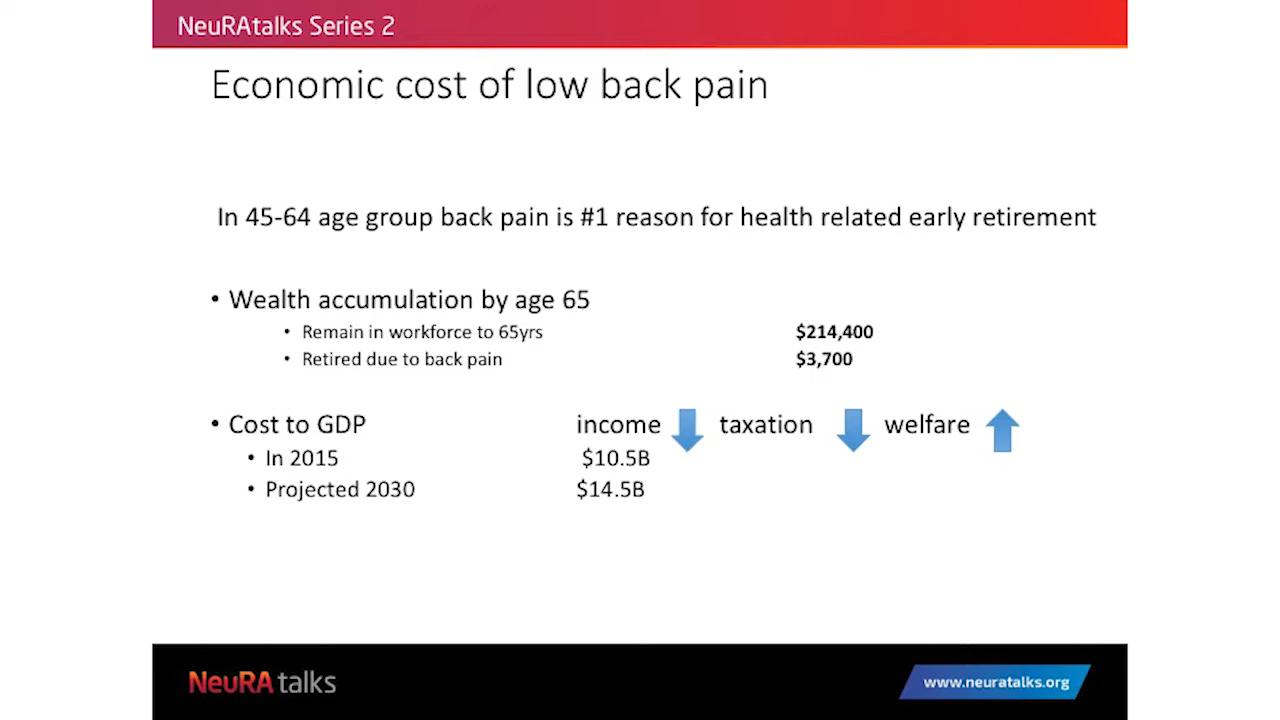 NeuRAtalks Series 2
Economic cost of low back pain
In 45-64 age group back pain is #1 reason for health related early retirement
• Wealth accumulation by age 65
• Remain in workforce to 65yrs $214,400
• Retired due to back pain $3,700
• Cost to GDP income taxation welfare
• In 2015 $10.5B
• Projected 2030 $14.5B
NeuRA talks
www.neuratalks.org